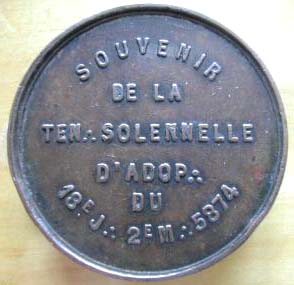 SOUVENIR
DE LA
TEN∴ SOLENNELLE
D'ADOP∴
DU
18E J∴ 2E M∴ 5874